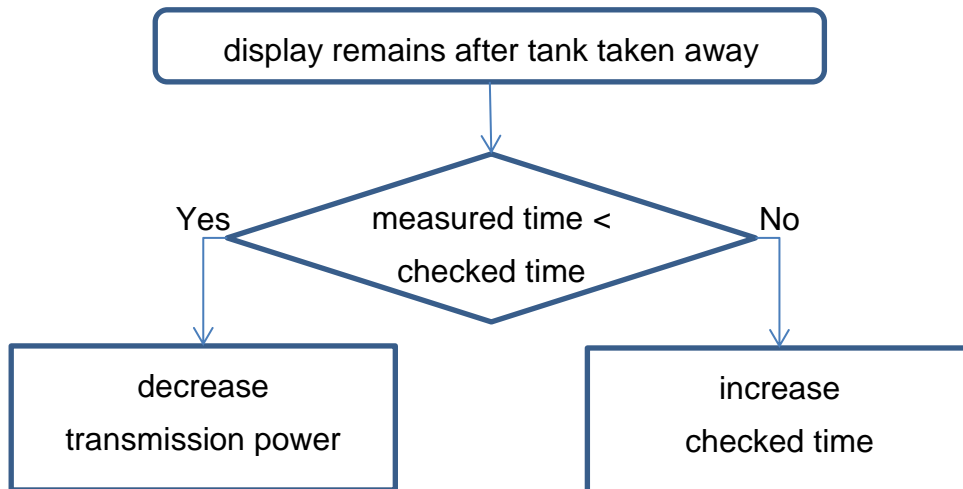 display remains after tank taken away
Yes
measured time <
checked time
No
decrease
transmission power
increase
checked time